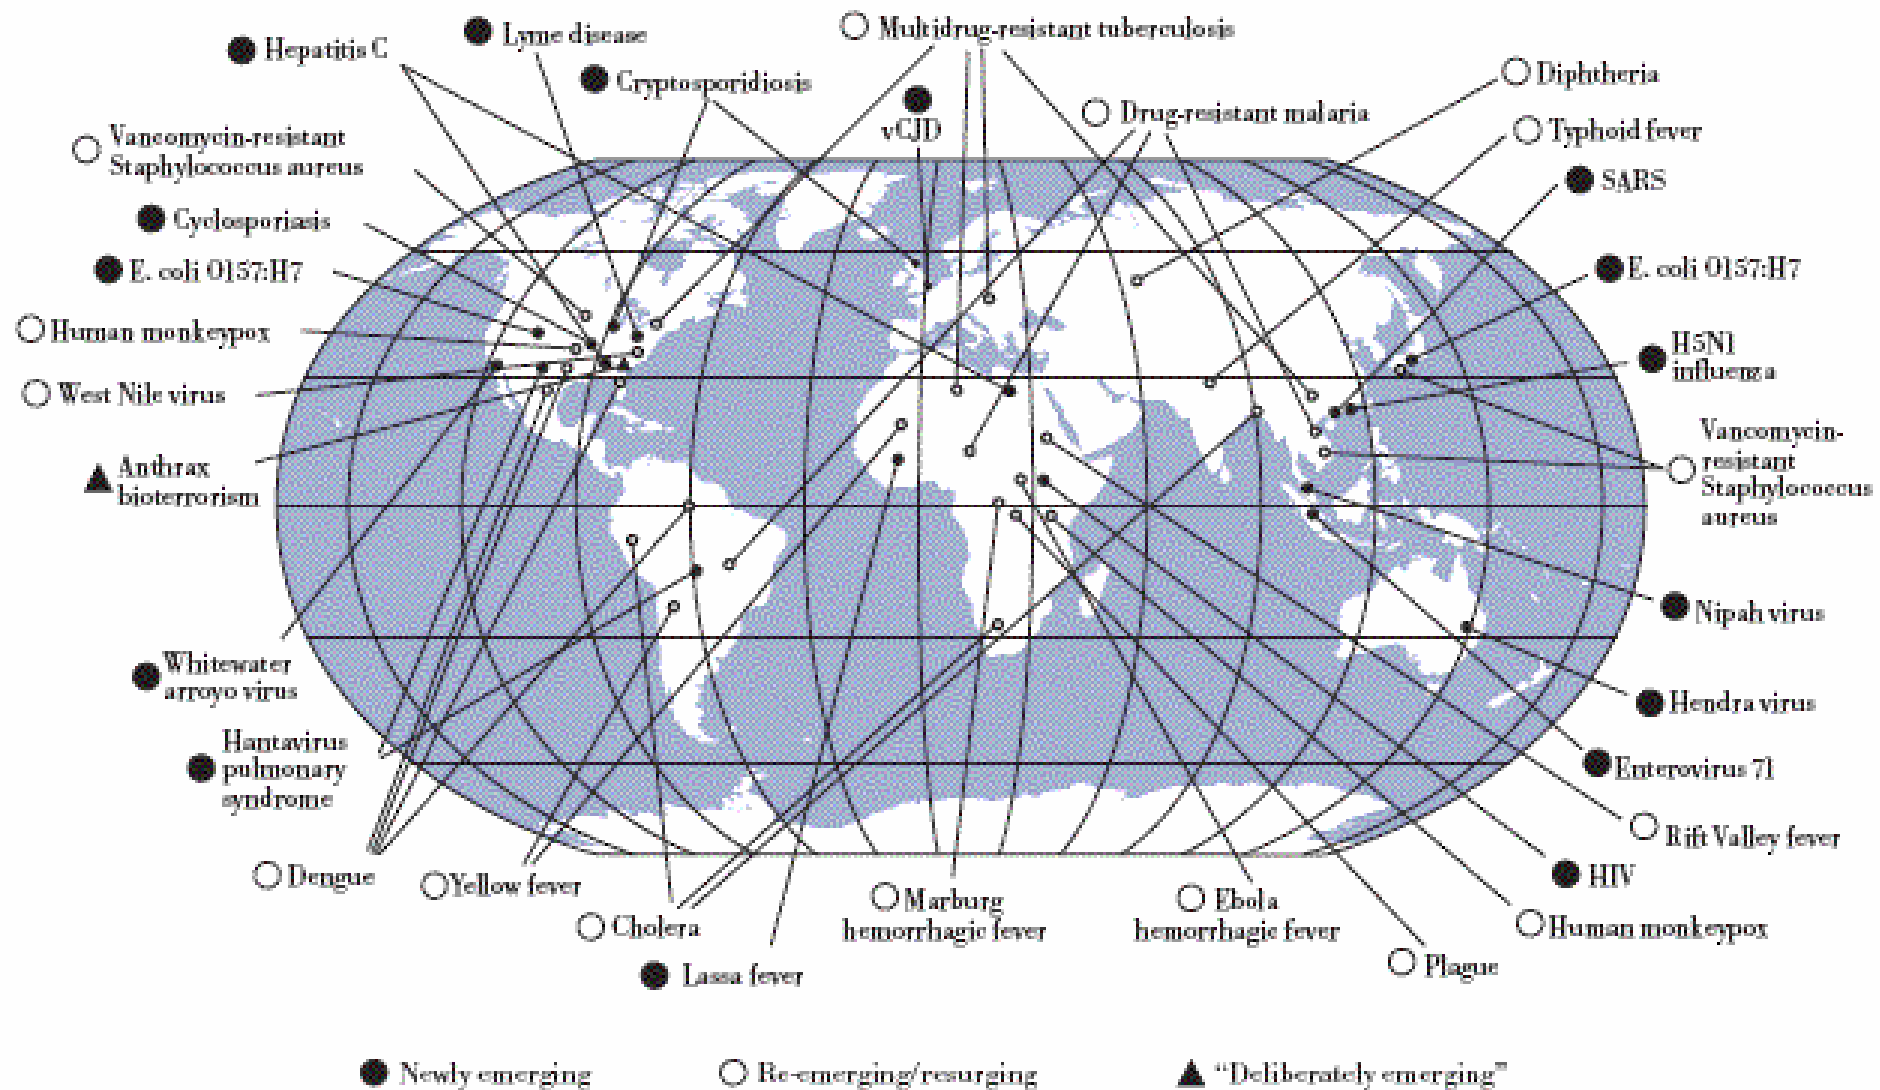 Hepatitis C
Lyme disease
Cryptosporidiosis
Multidrug-resistant tuberculosis
vCJD
Drug-resistant malaria
Diphtheria
Typhoid fever
SARS
Vancomycin-resistant
Staphylococcus aureus
Cyclosporiasis
E. coli O157:H7
Human monkeypox
West Nile virus
Anthrax
bioterrorism
E. coli O157:H7
H5N1
influenza
Vancomycin-
resistant
Staphylococcus
aureus
Nipah virus
Hendra virus
Enterovirus 71
Rift Valley fever
HIV
Human monkeypox
Plague
Whitewater
arroyo virus
Hantavirus
pulmonary
syndrome
Dengue
Yellow fever
Cholera
Lassa fever
Marburg
hemorrhagic fever
Ebola
hemorrhagic fever
Newly emerging
Re-emerging/resurging
"Deliberately emerging"